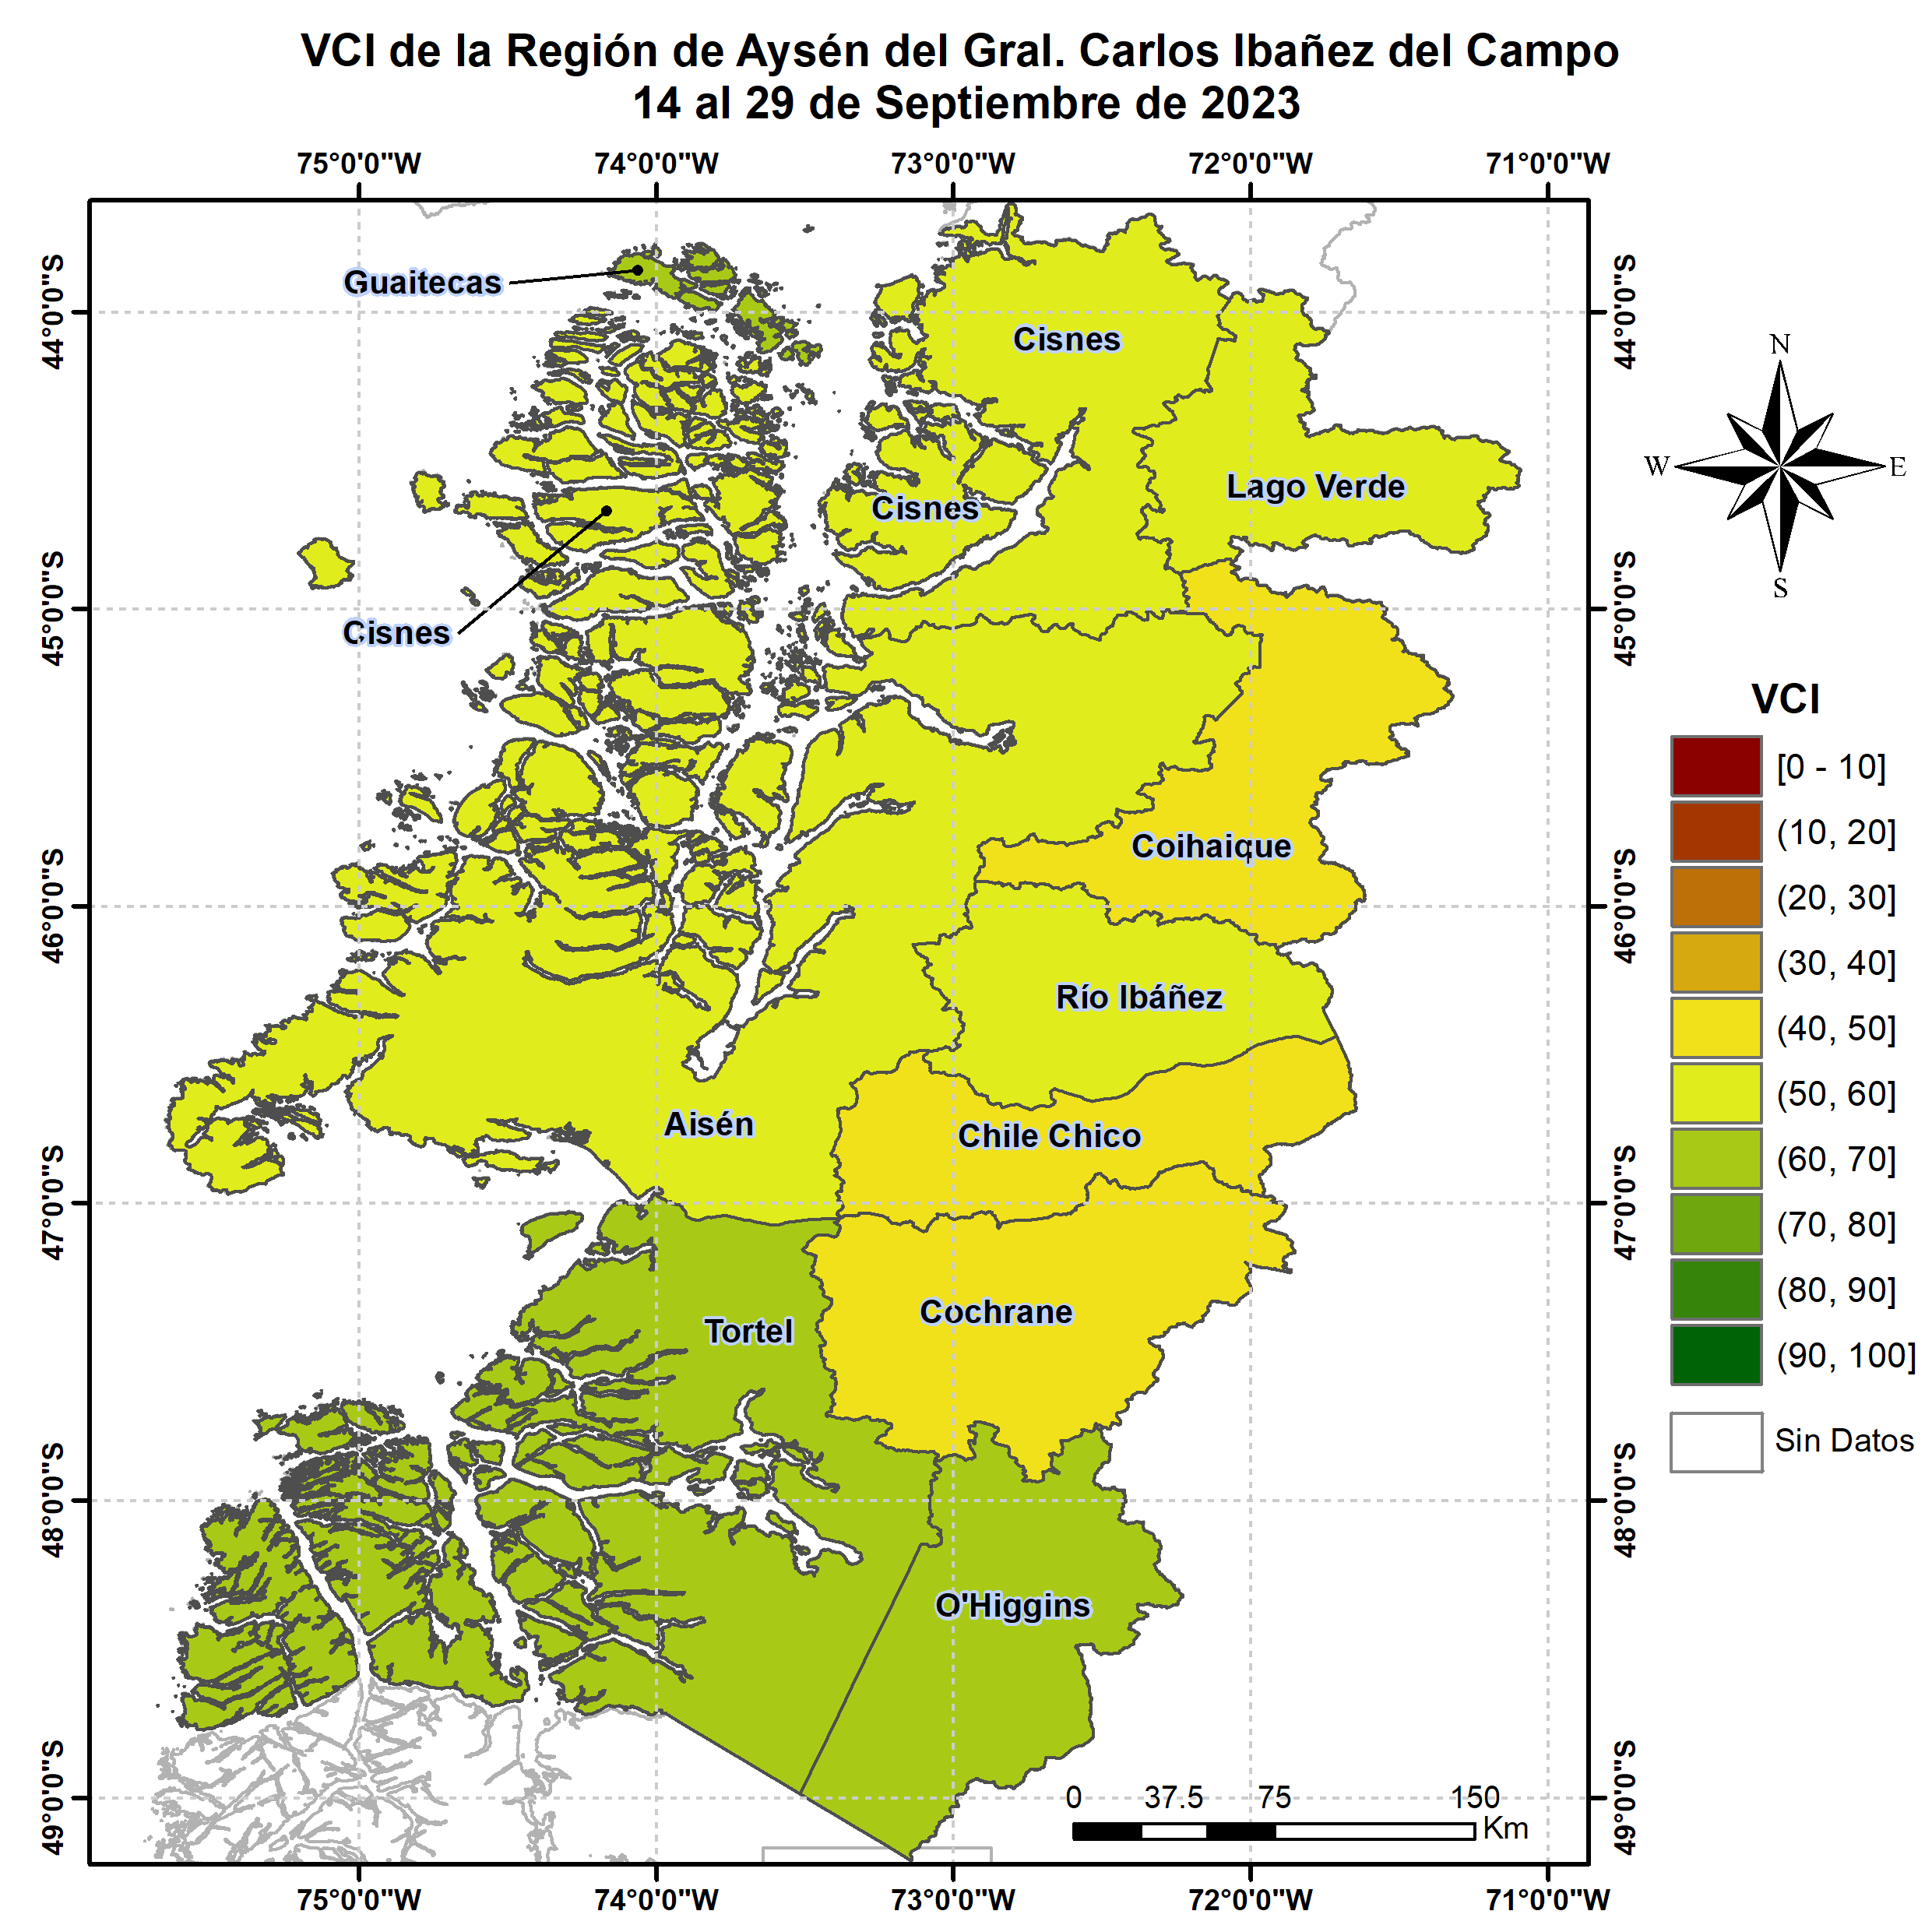 VCI de la Región de Aysén del Gral. Carlos Ibañez del Campo
14 al 29 de Septiembre de 2023
75°0'0"W 74°0'0"W 73°0'0"W 72°0'0"W 71°0'0"W
44°0'0"S
45°0'0"S
46°0'0"S
47°0'0"S
48°0'0"S
49°0'0"S
Guaitecas
Cisnes
Lago Verde
Cisnes
Cisnes
Coihaique
Río Ibáñez
Aisén
Chile Chico
Cochrane
Tortel
O'Higgins
0 37.5 75 150
Km
44°0'0"S
45°0'0"S
46°0'0"S
47°0'0"S
48°0'0"S
49°0'0"S
75°0'0"W 74°0'0"W 73°0'0"W 72°0'0"W 71°0'0"W
N
W E
S
VCI
[0 - 10]
(10, 20]
(20, 30]
(30, 40]
(40, 50]
(50, 60]
(60, 70]
(70, 80]
(80, 90]
(90, 100]
Sin Datos